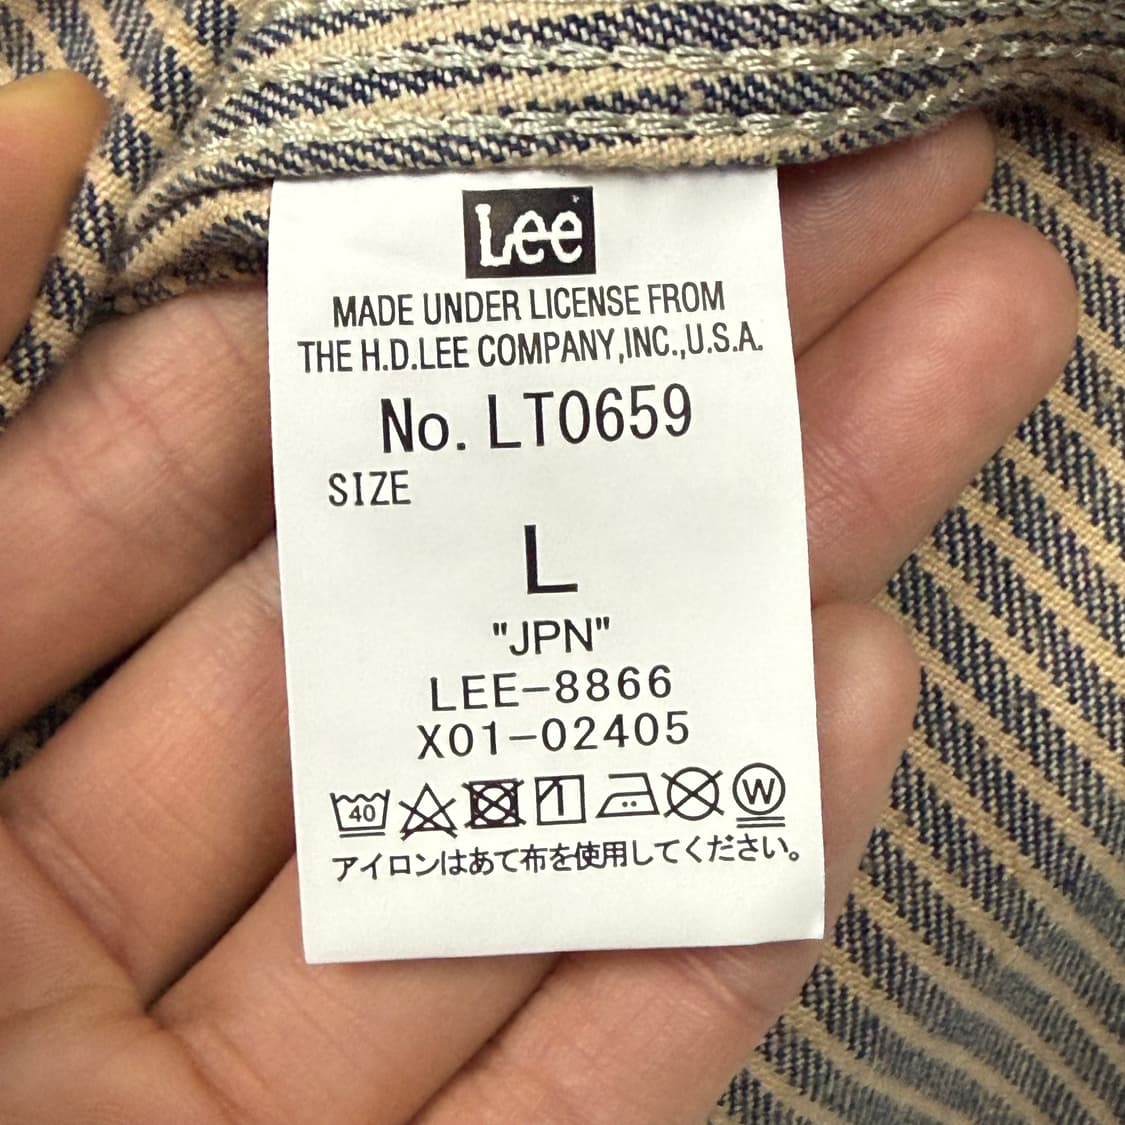 Lee
MADE UNDER LICENSE FROM
THE H.D.LEE COMPANY,INC.,U.S.A.
No. LT0659
SIZE
L
"JPN"
LEE-8866
X01-02405
40 W
アイロンはあて布を使用してください。